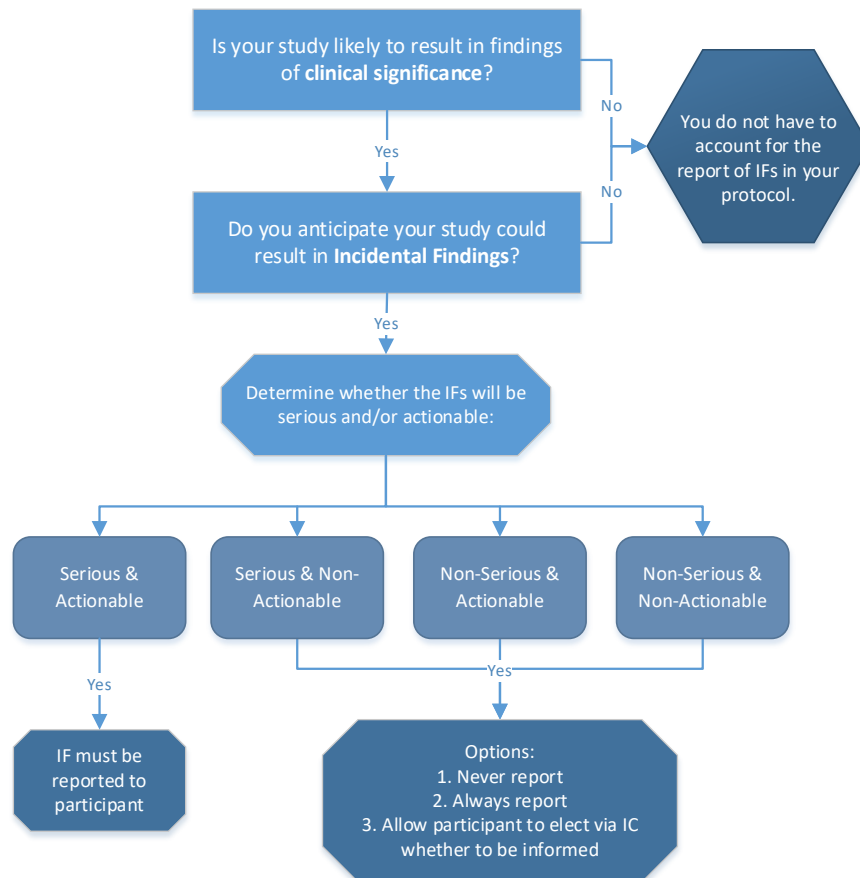 Is your study likely to result in findings
of clinical significance?
No
You do not have to
account for the
report of IFs in your
protocol.
Yes
No
Do you anticipate your study could
result in Incidental Findings?
Yes
Determine whether the IFs will be
serious and/or actionable:
Serious &
Actionable
Serious & Non-
Actionable
Non-Serious &
Actionable
Non-Serious &
Non-Actionable
Yes
Yes
IF must be
reported to
participant
Options:
1. Never report
2. Always report
3. Allow participant to elect via IC
whether to be informed